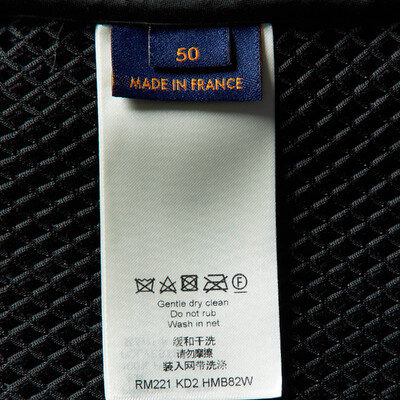 50
MADE IN FRANCE
F
Gentle dry clean
Do not rub
Wash in net
缓和干洗
请勿摩擦
装入网带洗涤
RM221 KD2 HMB82W